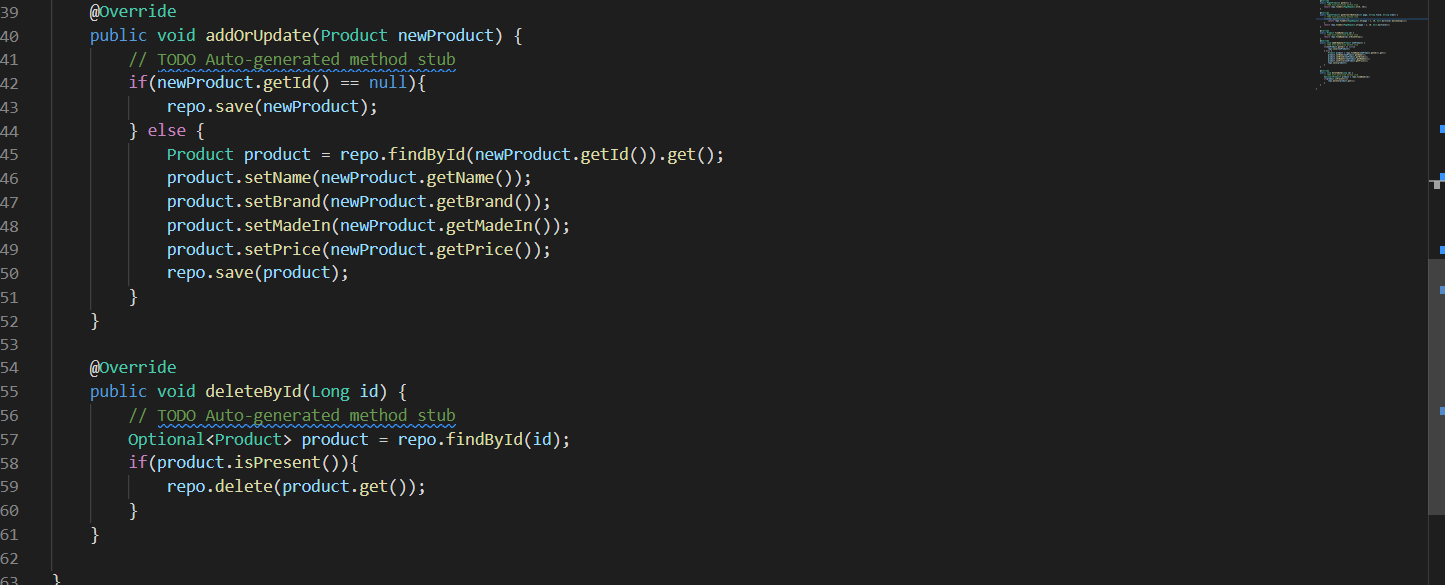 39 @Override
40 public void addOrUpdate(Product newProduct) {
41 // TODO Auto-generated method stub
42 if(newProduct.getId() == null){
43 repo.save(newProduct);
44 } else {
45 Product product = repo.findById(newProduct.getId()).get();
46 product.setName(newProduct.getName());
47 product.setBrand(newProduct.getBrand());
48 product.setMadeIn(newProduct.getMadeIn());
49 product.setPrice(newProduct.getPrice());
50 repo.save(product);
51 }
52 }
53
54 @Override
55 public void deleteById(Long id) {
56 // TODO Auto-generated method stub
57 Optional<Product> product = repo.findById(id);
58 if(product.isPresent()){
59 repo.delete(product.get());
60 }
61 }
62
63 }